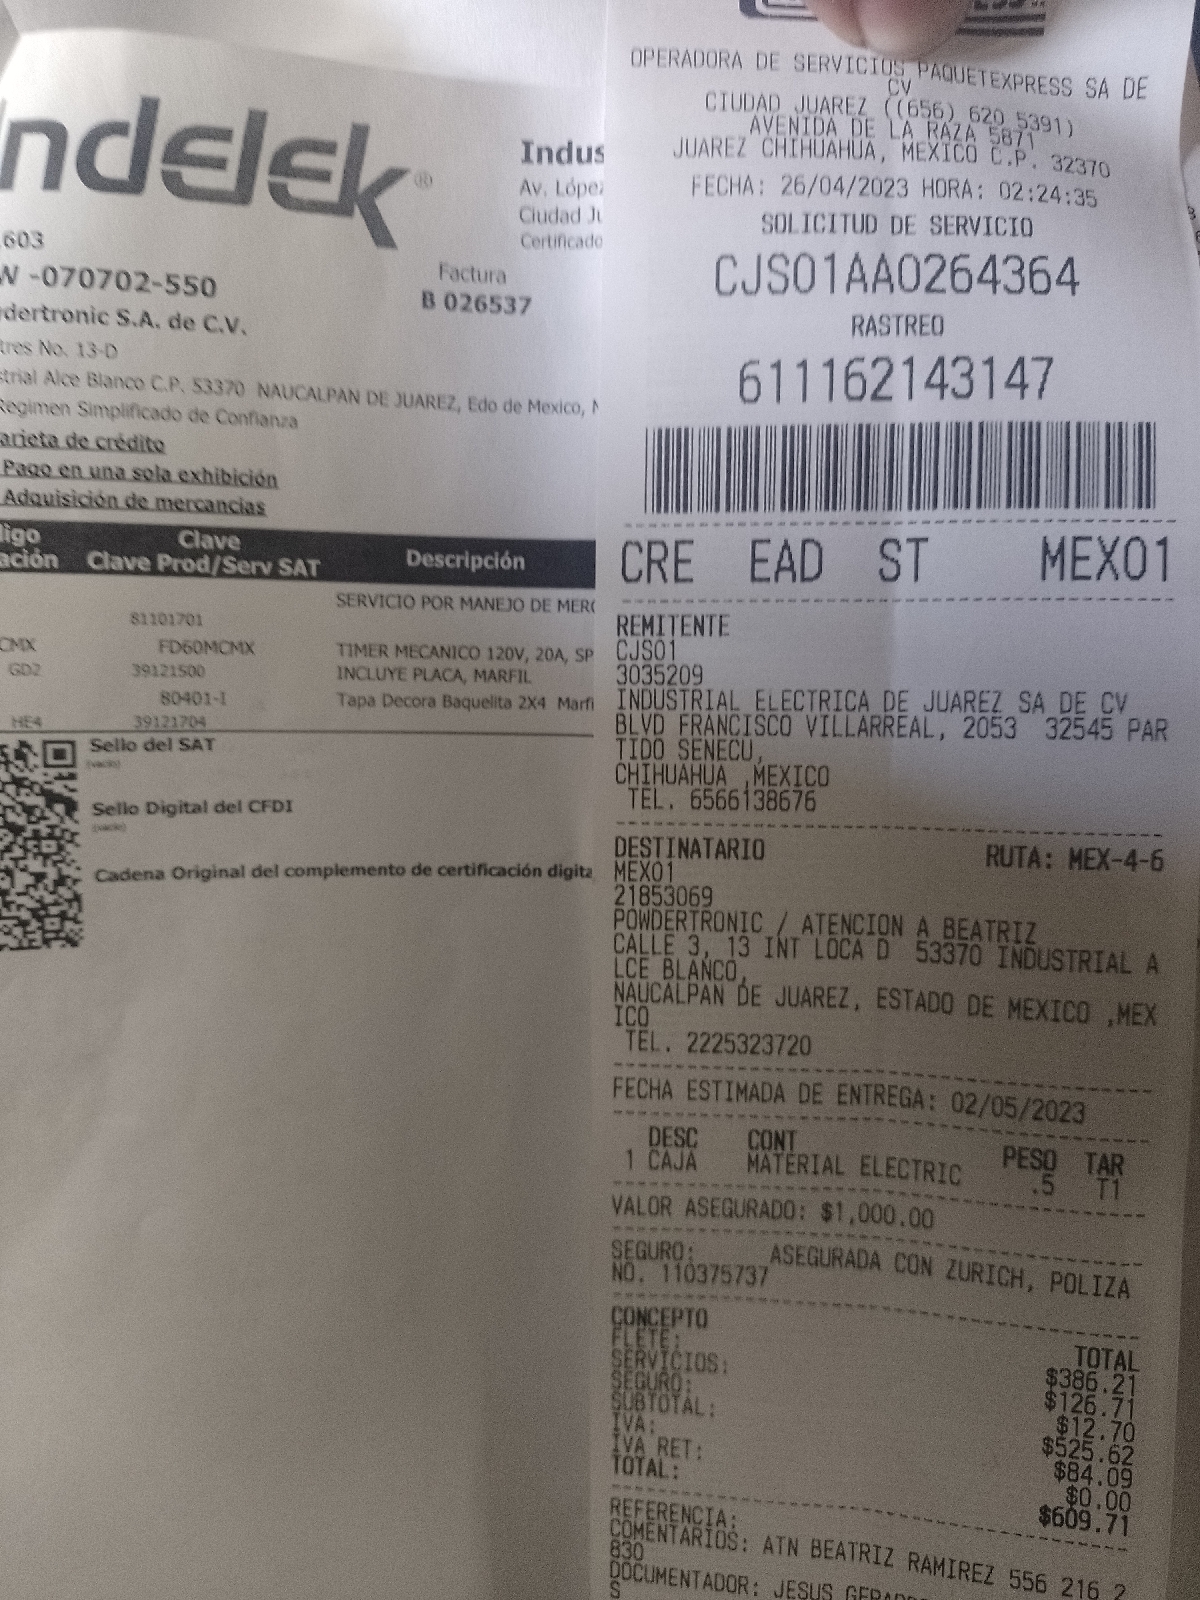 ndelek®
Indus
Av. Lópe
Ciudad Ju
Certificado
603
W -070702-550
Factura
B 026537
dertronic S.A. de C.V.
tres No. 13-D
strial Alce Blanco C.P. 53370 NAUCALPAN DE JUAREZ, Edo de Mexico, M
Regimen Simplificado de Confianza
arjeta de crédito
Pago en una sola exhibición
Adquisición de mercancias
digo
ación
Clave
Clave Prod/Serv SAT
Descripción
SERVICIO POR MANEJO DE MERC
81101701
CMX FD60MCMX TIMER MECANICO 120V, 20A, SP
GD2 39121500 INCLUYE PLACA, MARFIL
80401-I Tapa Decora Baquelita 2X4 Marfi
HE4 39121704
Sello del SAT
(vacio)
Sello Digital del CFDI
(vacio)
Cadena Original del complemento de certificación digita
OPERADORA DE SERVICIOS PAQUETEXPRESS SA DE
CV
CIUDAD JUAREZ ((656) 620 5391)
AVENIDA DE LA RAZA 5871
JUAREZ CHIHUAHUA, MEXICO C.P. 32370
FECHA: 26/04/2023 HORA: 02:24:35
SOLICITUD DE SERVICIO
CJS01AA0264364
RASTREO
611162143147
CRE EAD ST MEX01
REMITENTE
CJS01
3035209
INDUSTRIAL ELECTRICA DE JUAREZ SA DE CV
BLVD FRANCISCO VILLARREAL, 2053 32545 PAR
TIDO SENECU,
CHIHUAHUA ,MEXICO
TEL. 6566138676
DESTINATARIO RUTA: MEX-4-6
MEX01
21853069
POWDERTRONIC / ATENCION A BEATRIZ
CALLE 3, 13 INT LOCA D 53370 INDUSTRIAL A
LCE BLANCO,
NAUCALPAN DE JUAREZ, ESTADO DE MEXICO ,MEX
ICO
TEL. 2225323720
FECHA ESTIMADA DE ENTREGA: 02/05/2023
DESC CONT PESO TAR
1 CAJA MATERIAL ELECTRIC .5 T1
VALOR ASEGURADO: $1,000.00
SEGURO: ASEGURADA CON ZURICH, POLIZA
NO. 110375737
CONCEPTO TOTAL
FLETE: $386.21
SERVICIOS: $126.71
SEGURO: $12.70
SUBTOTAL: $525.62
IVA: $84.09
IVA RET: $0.00
TOTAL: $609.71
REFERENCIA:
COMENTARIOS: ATN BEATRIZ RAMIREZ 556 216 2
830
DOCUMENTADOR: JESUS GERARD
S